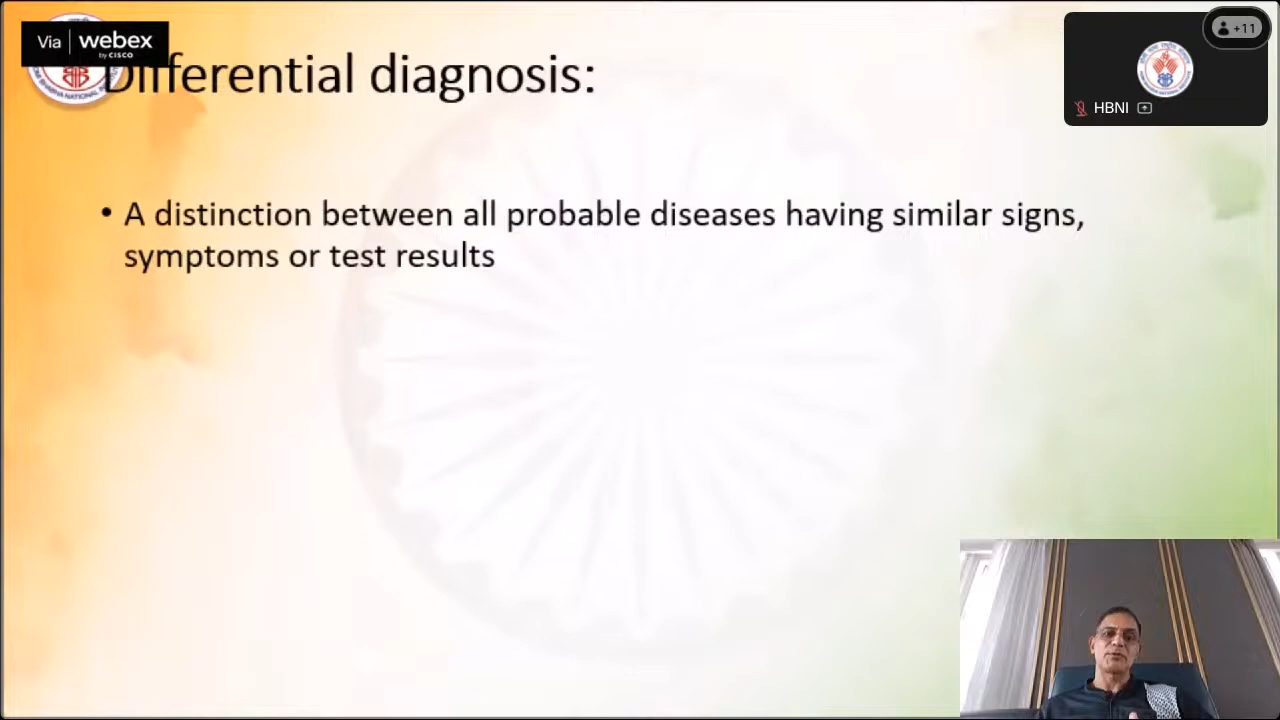 Via webex
by CISCO
Differential diagnosis:
+11
HBNI
• A distinction between all probable diseases having similar signs,
symptoms or test results